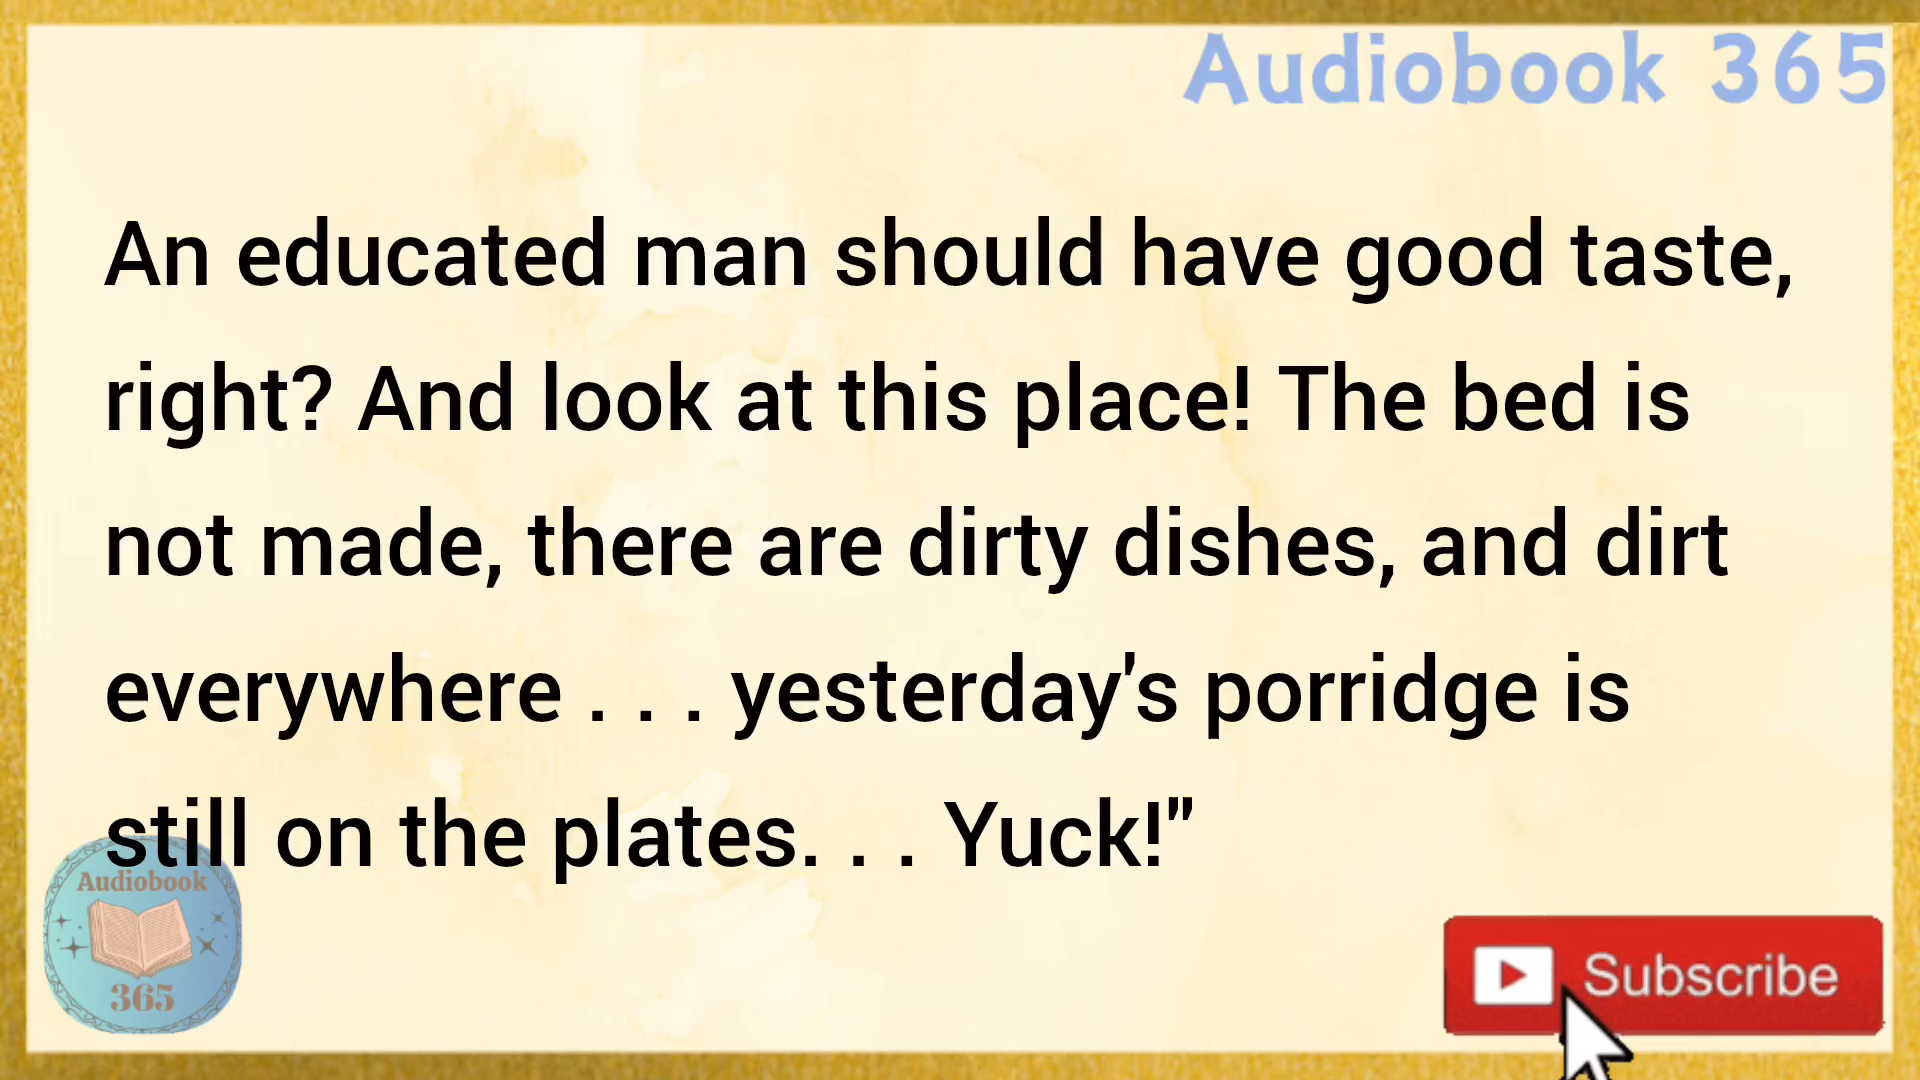 Audiobook 365
An educated man should have good taste,
right? And look at this place! The bed is
not made, there are dirty dishes, and dirt
everywhere . . . yesterday's porridge is
still on the plates. . . Yuck!"
Audiobook
365
Subscribe